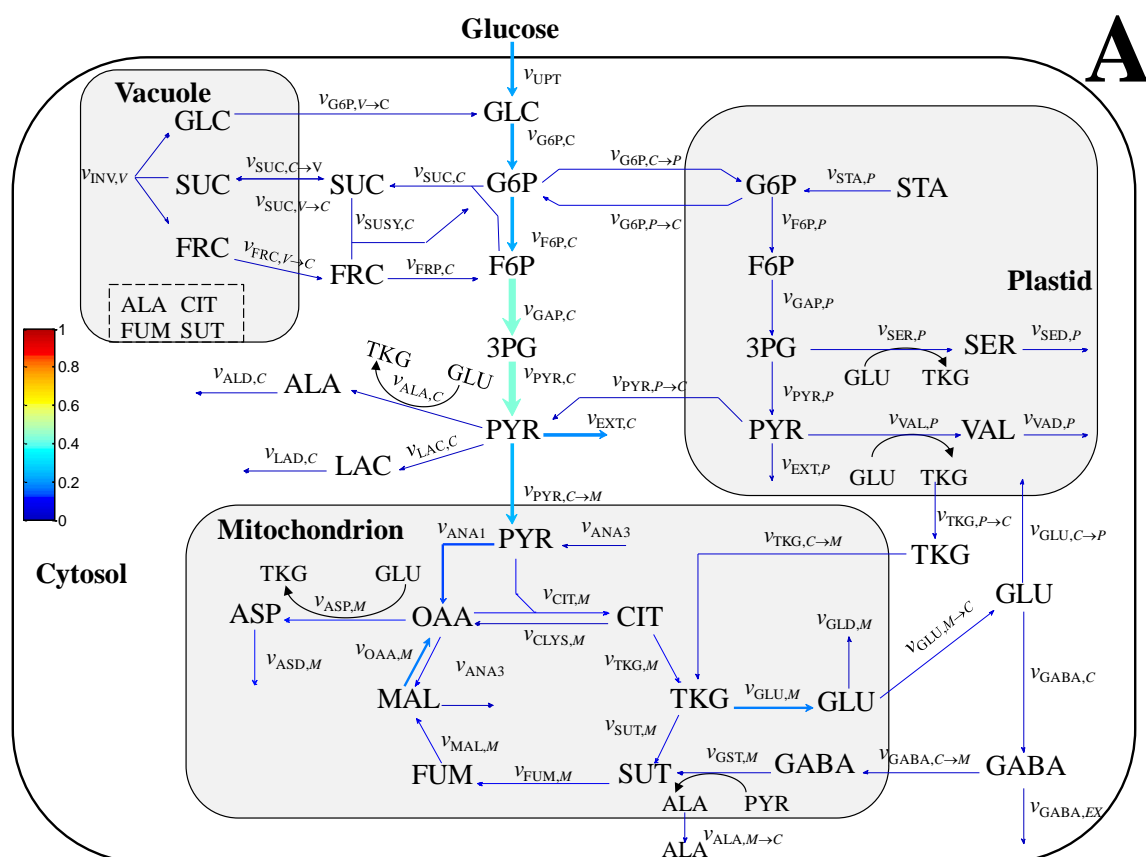 A
Glucose
v_UPT
Vacuole
v_G6P,V→C
GLC
GLC
v_G6P,C
v_INV,V
SUC
v_SUC,C→V
v_SUC,V→C
SUC
v_SUC,C
G6P
v_G6P,C→P
v_G6P,P→C
G6P
v_STA,P
STA
v_SUSY,C
v_F6P,C
v_F6P,P
FRC
v_FRC,V→C
FRC
v_FRP,C
F6P
F6P
Plastid
ALA CIT
FUM SUT
v_GAP,C
v_GAP,P
1
0.8
0.6
0.4
0.2
0
3PG
3PG
v_SER,P
SER
v_SED,P
TKG
GLU
GLU
TKG
v_ALD,C
ALA
v_ALA,C
v_PYR,C
v_PYR,P→C
v_PYR,P
PYR
v_EXT,C
PYR
v_VAL,P
VAL
v_VAD,P
v_LAD,C
LAC
v_LAC,C
v_EXT,P
GLU
TKG
v_PYR,C→M
Mitochondrion
v_TKG,P→C
v_GLU,C→P
v_ANA1
PYR
v_ANA3
v_TKG,C→M
TKG
Cytosol
TKG
GLU
GLU
ASP
v_ASP,M
OAA
v_CIT,M
v_CLYS,M
CIT
v_GLD,M
v_GLU,M→C
v_ASD,M
v_OAA,M
v_ANA3
v_TKG,M
v_GABA,C
MAL
TKG
v_GLU,M
GLU
v_MAL,M
v_SUT,M
FUM
v_FUM,M
SUT
v_GST,M
GABA
v_GABA,C→M
GABA
ALA
PYR
v_GABA,EX
v_ALA,M→C
ALA